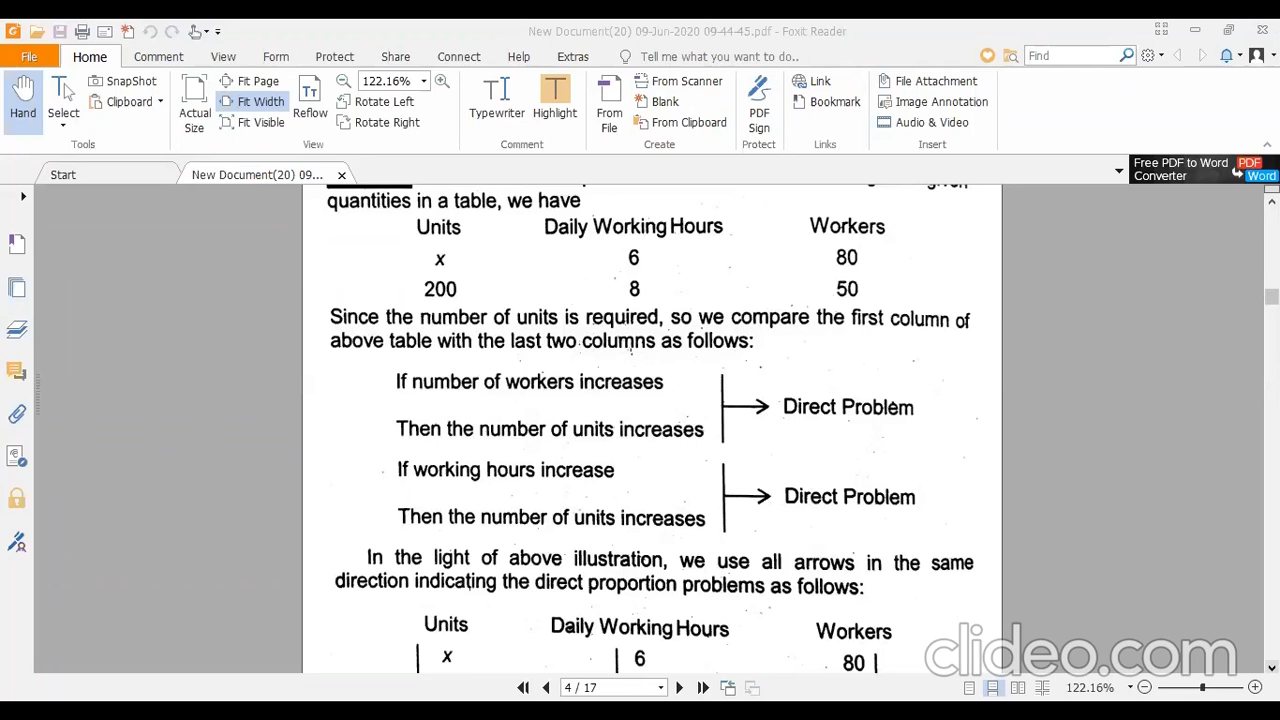 New Document(20) 09-Jun-2020 09-44-45.pdf - Foxit Reader
File Home Comment View Form Protect Share Connect Help Extras Tell me what you want to do.. Find
Hand
Select
SnapShot
Clipboard
Tools
Actual Size
Fit Page
Fit Width
Fit Visible
Reflow
122.16%
Rotate Left
Rotate Right
View
Typewriter
Highlight
Comment
From File
From Scanner
Blank
From Clipboard
Create
PDF Sign
Protect
Link
Bookmark
Links
File Attachment
Image Annotation
Audio & Video
Insert
Start
New Document(20) 09...
Free PDF to Word
Converter
PDF
Word
given
quantities in a table, we have
Units Daily Working Hours Workers
x 6 80
200 8 50
Since the number of units is required, so we compare the first column of
above table with the last two columns as follows:
If number of workers increases
Direct Problem
Then the number of units increases
If working hours increase
Direct Problem
Then the number of units increases
In the light of above illustration, we use all arrows in the same
direction indicating the direct proportion problems as follows:
Units Daily Working Hours Workers
x 6 80
clideo.com
4 / 17
122.16%